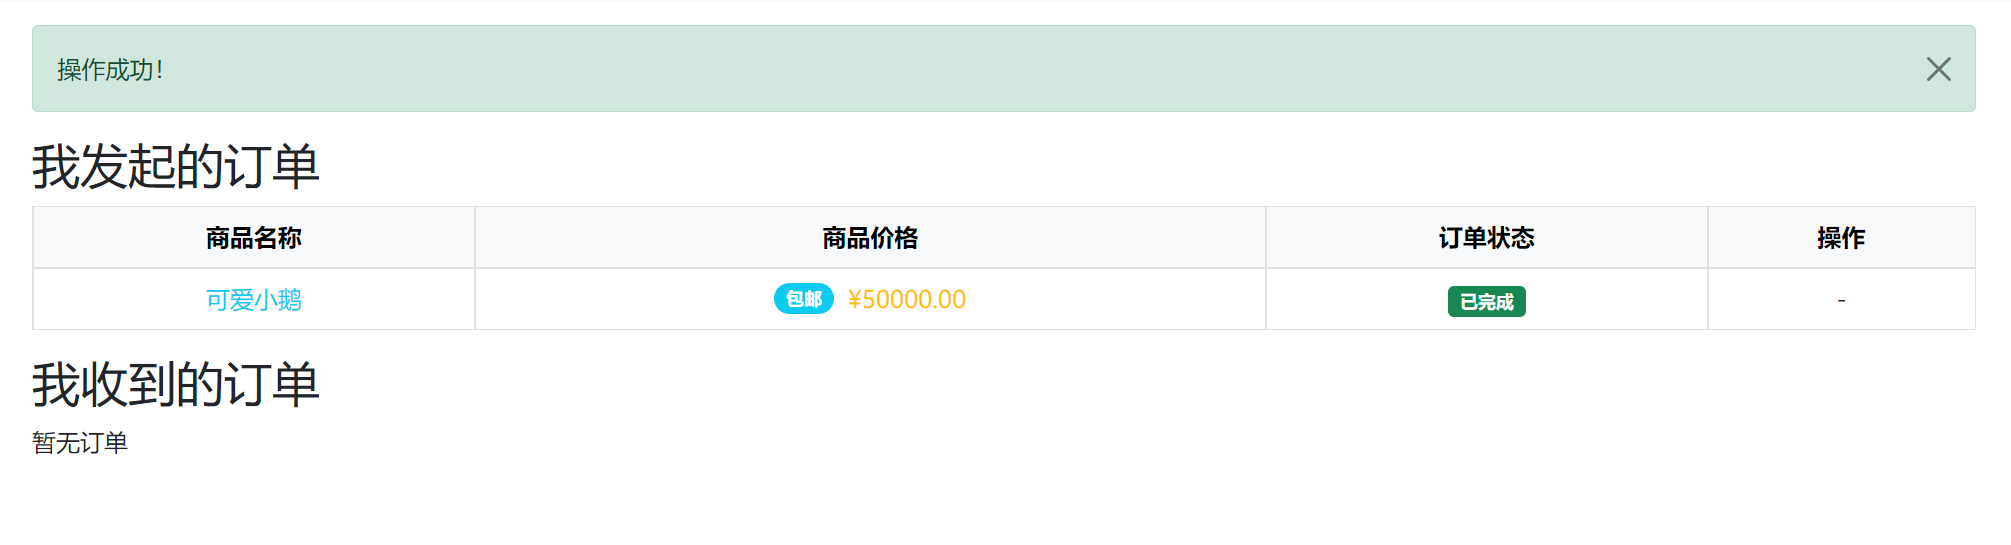 操作成功！
我发起的订单
商品名称 商品价格 订单状态 操作
可爱小鹅 包邮 ¥50000.00 已完成 -
我收到的订单
暂无订单